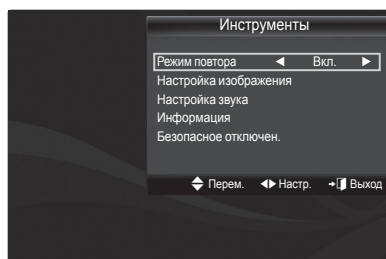 Инструменты
Режим повтора ◄ Вкл. ►
Настройка изображения
Настройка звука
Информация
Безопасное отключен.
Перем. Настр. Выход